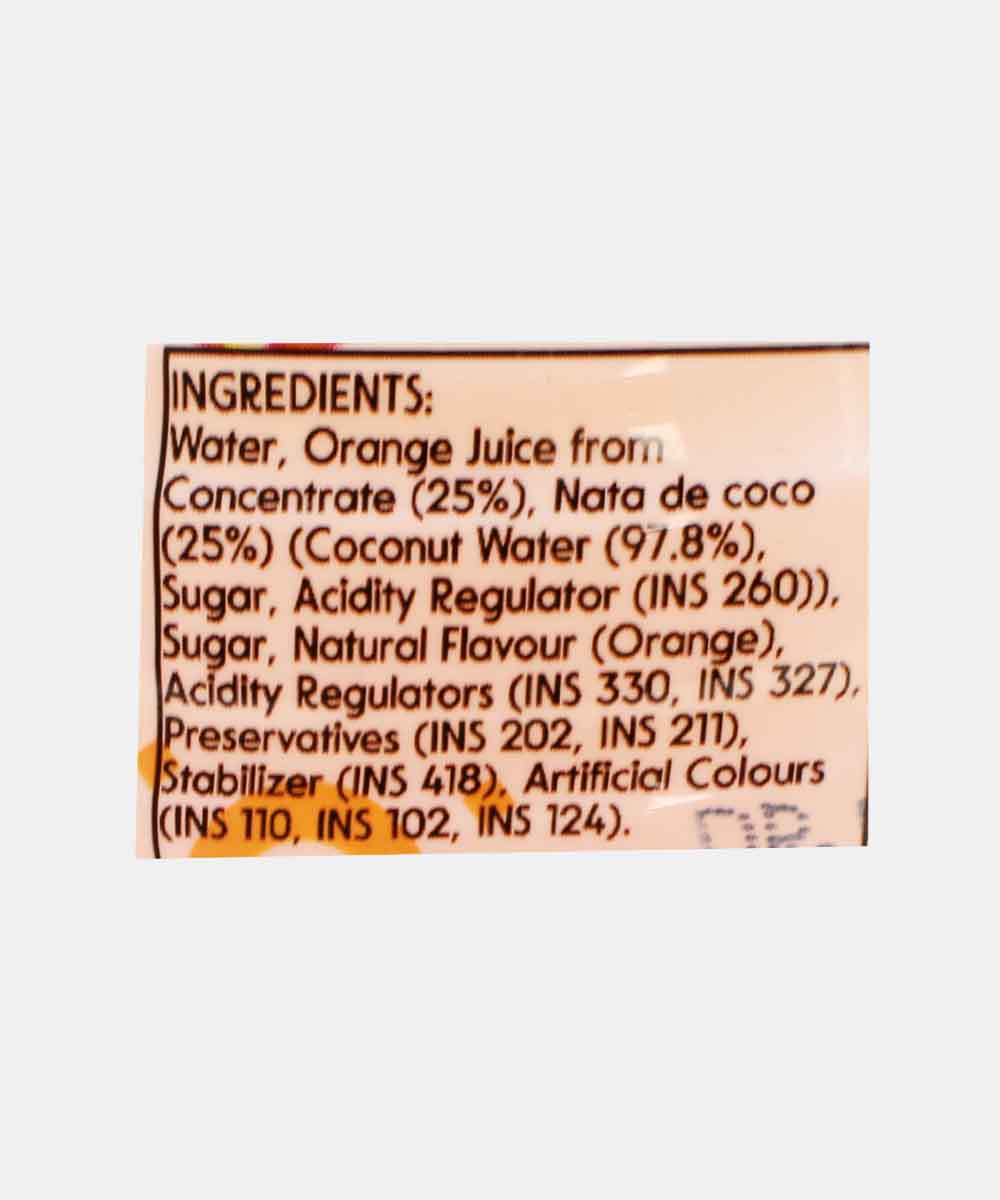 INGREDIENTS:
Water, Orange Juice from
Concentrate (25%), Nata de coco
(25%) (Coconut Water (97.8%),
Sugar, Acidity Regulator (INS 260)),
Sugar, Natural Flavour (Orange),
Acidity Regulators (INS 330, INS 327),
Preservatives (INS 202, INS 211),
Stabilizer (INS 418), Artificial Colours
(INS 110, INS 102, INS 124).